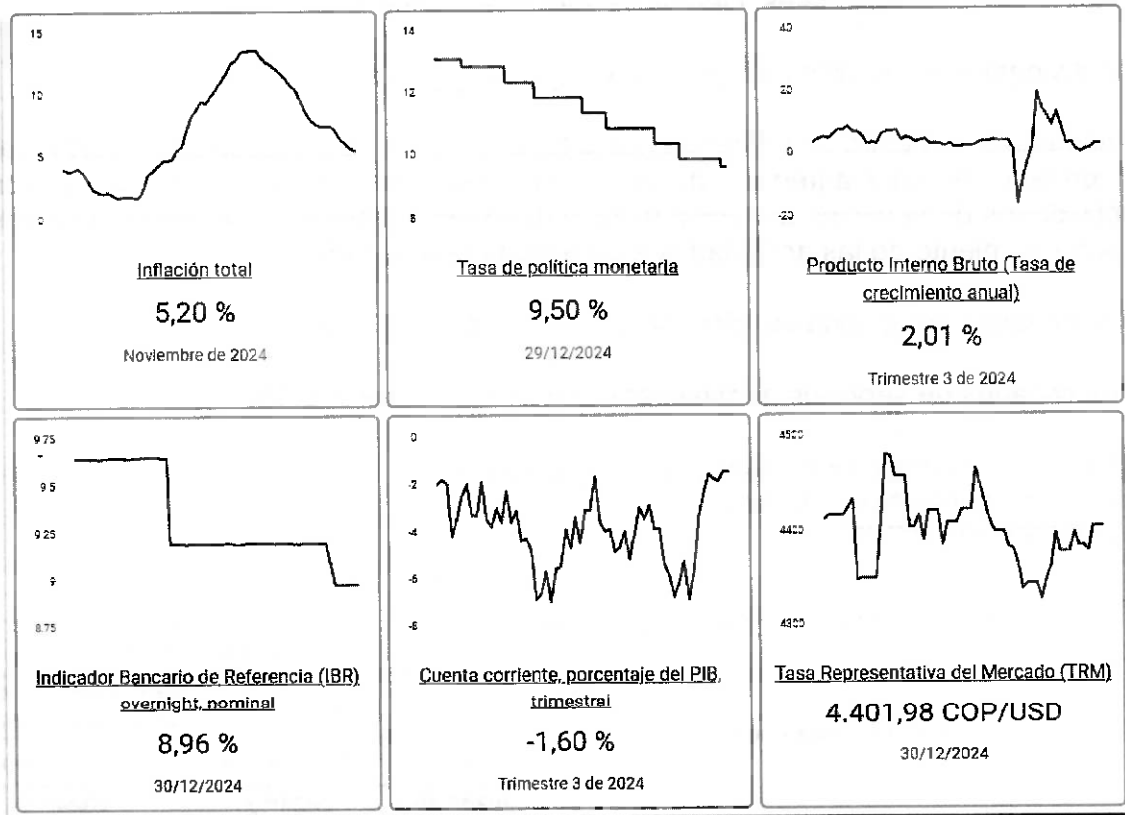 15
10
5
0
Inflación total
5,20 %
Noviembre de 2024
14
12
10
8
Tasa de política monetaria
9,50 %
29/12/2024
40
20
0
-20
Producto Interno Bruto (Tasa de
crecimiento anual)
2,01 %
Trimestre 3 de 2024
9.75
9.5
9.25
9
8.75
Indicador Bancario de Referencia (IBR)
overnight, nominal
8,96 %
30/12/2024
0
-2
-4
-6
-8
Cuenta corriente, porcentaje del PIB,
trimestral
-1,60 %
Trimestre 3 de 2024
4500
4400
4300
Tasa Representativa del Mercado (TRM)
4.401,98 COP/USD
30/12/2024